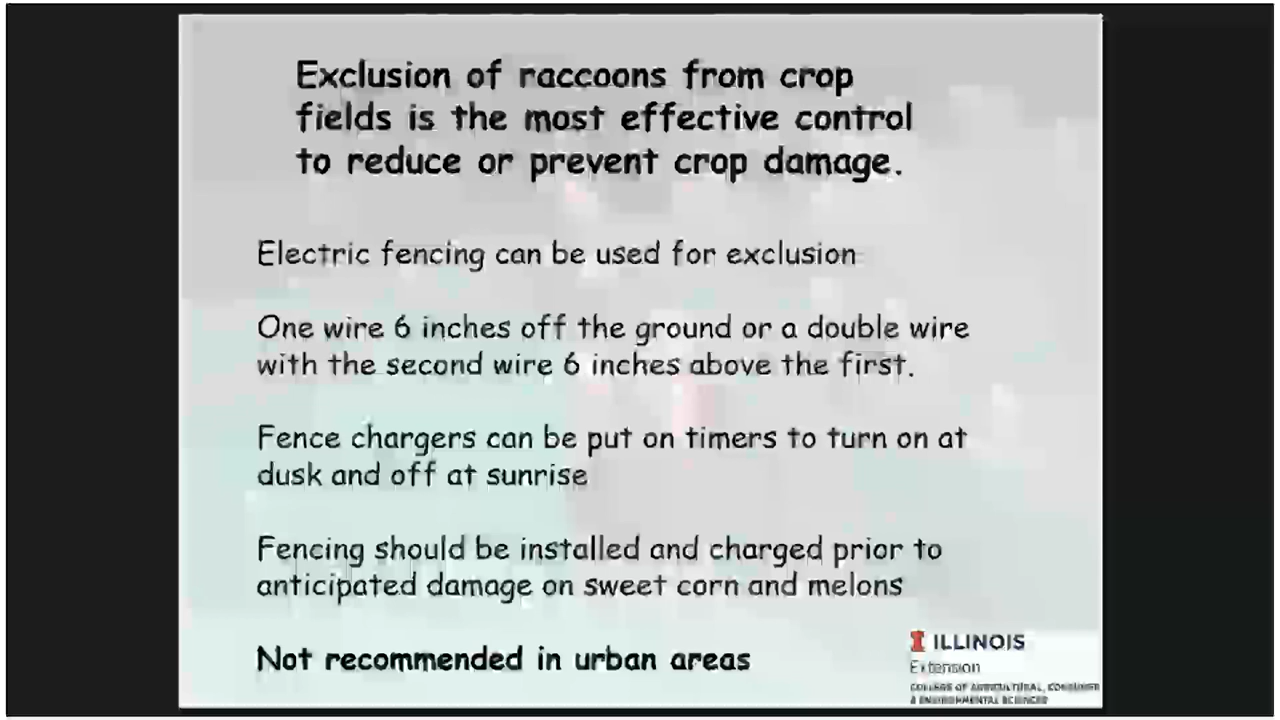 Exclusion of raccoons from crop
fields is the most effective control
to reduce or prevent crop damage.
Electric fencing can be used for exclusion
One wire 6 inches off the ground or a double wire
with the second wire 6 inches above the first.
Fence chargers can be put on timers to turn on at
dusk and off at sunrise
Fencing should be installed and charged prior to
anticipated damage on sweet corn and melons
Not recommended in urban areas
I ILLINOIS
Extension
COLLEGE OF AGRICULTURAL, CONSUMER
& ENVIRONMENTAL SCIENCES